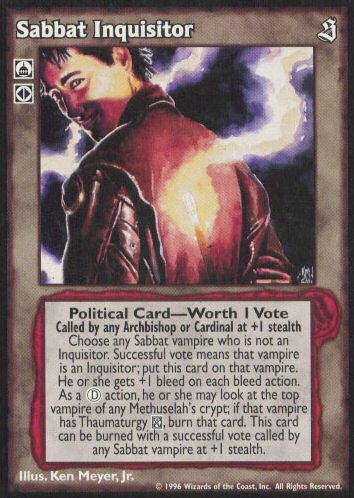 Sabbat Inquisitor
Political Card—Worth 1 Vote
Called by any Archbishop or Cardinal at +1 stealth
Choose any Sabbat vampire who is not an
Inquisitor. Successful vote means that vampire
is an Inquisitor; put this card on that vampire.
He or she gets +1 bleed on each bleed action.
As a Ⓓ action, he or she may look at the top
vampire of any Methuselah's crypt; if that vampire
has Thaumaturgy , burn that card. This card
can be burned with a successful vote called by
any Sabbat vampire at +1 stealth.
Illus. Ken Meyer, Jr.
© 1996 Wizards of the Coast, Inc. All Rights Reserved.